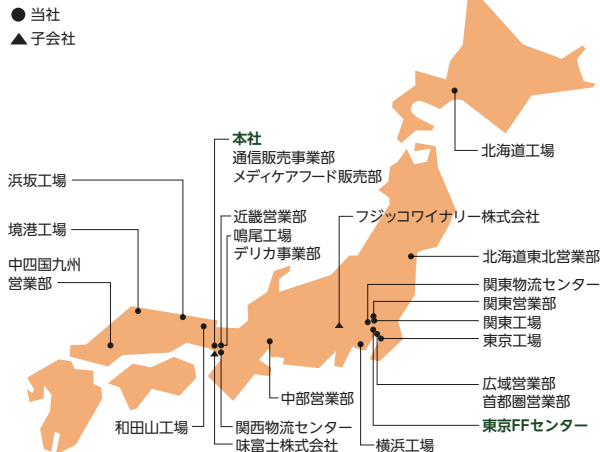 ● 当社
▲ 子会社
本社
通信販売事業部
メディケアフード販売部
北海道工場
浜坂工場
境港工場
中四国九州
営業部
近畿営業部
鳴尾工場
デリカ事業部
フジッコワイナリー株式会社
北海道東北営業部
関東物流センター
関東営業部
関東工場
東京工場
広域営業部
首都圏営業部
東京FFセンター
中部営業部
和田山工場
関西物流センター
味富士株式会社
横浜工場